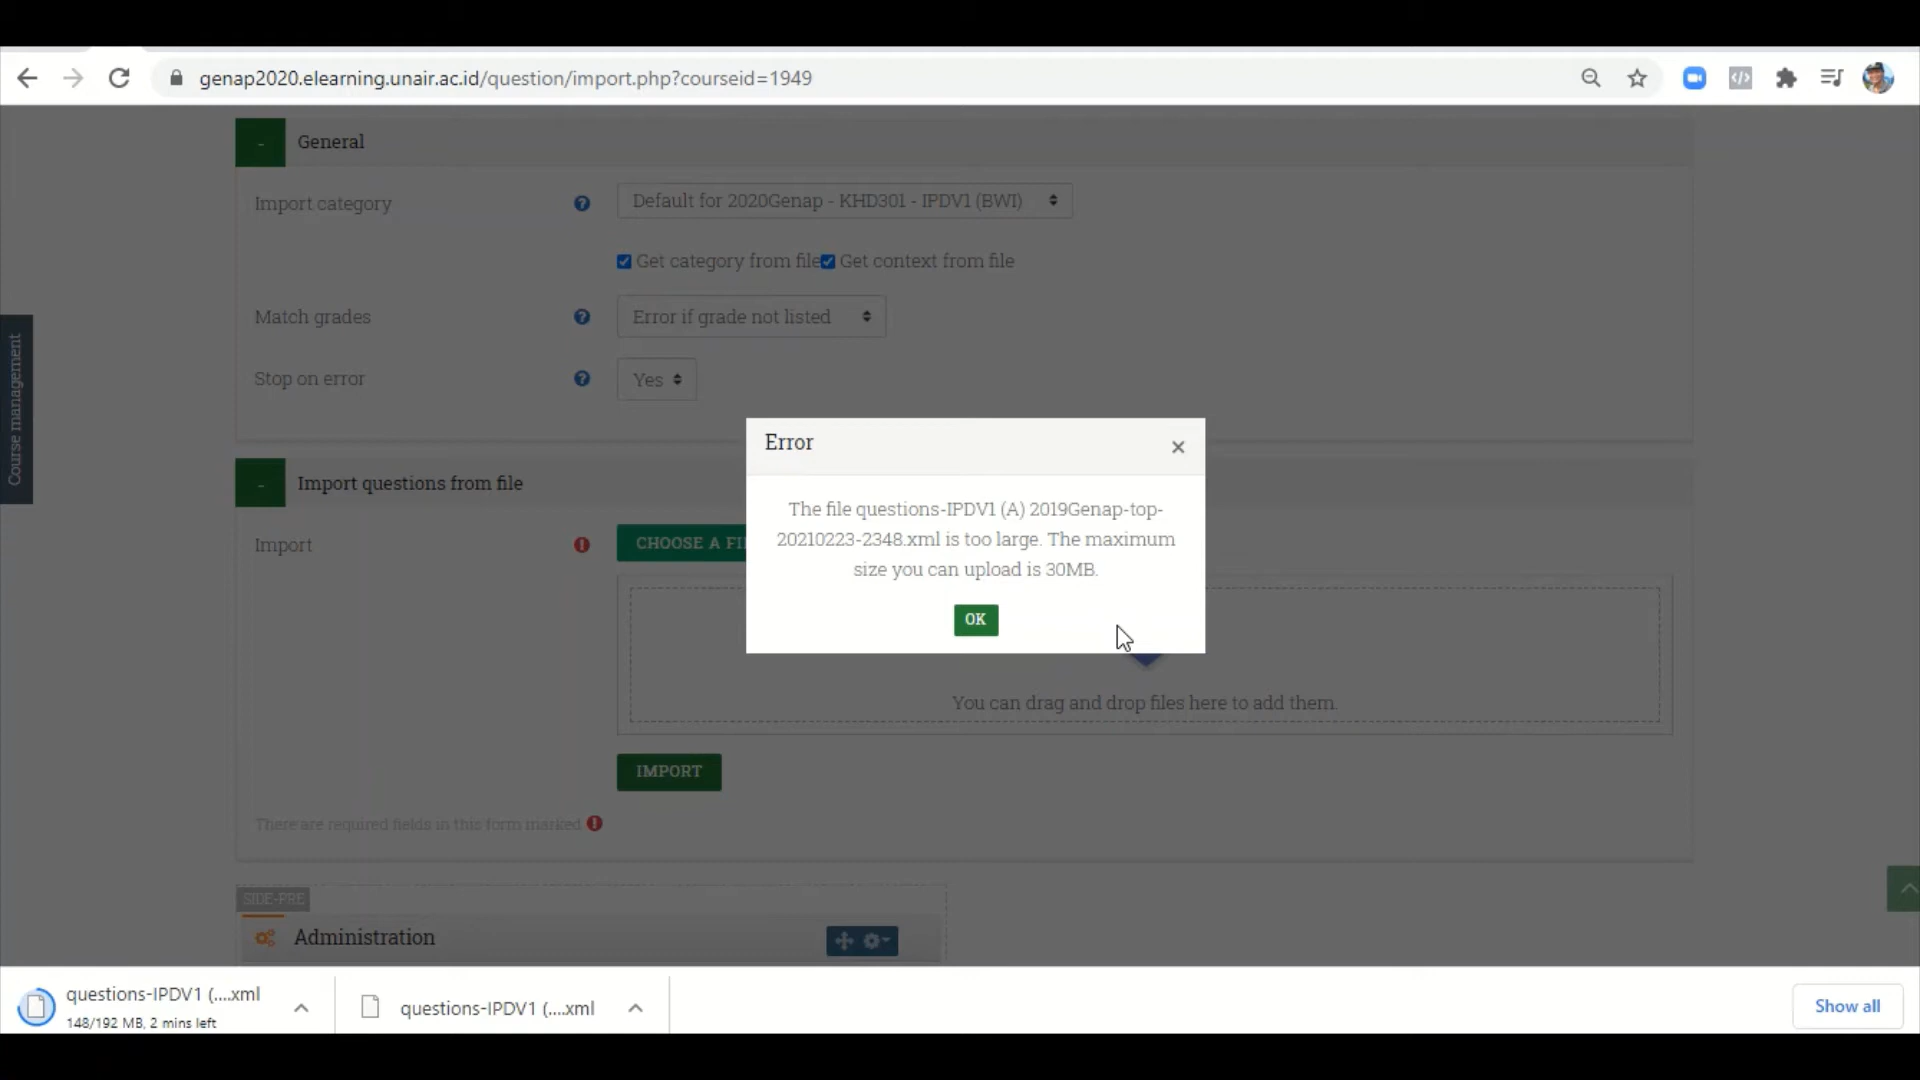 genap2020.elearning.unair.ac.id/question/import.php?courseid=1949
- General
Import category
Default for 2020Genap - KHD301 - IPDV1 (BWI)
Get category from file Get context from file
Match grades
Error if grade not listed
Stop on error
Yes
Course management
- Import questions from file
Import
CHOOSE A FI
Error
×
The file questions-IPDV1 (A) 2019Genap-top-
20210223-2348.xml is too large. The maximum
size you can upload is 30MB.
OK
You can drag and drop files here to add them.
IMPORT
There are required fields in this form marked
SIDE-PRE
Administration
questions-IPDV1 (....xml
148/192 MB, 2 mins left
questions-IPDV1 (....xml
Show all